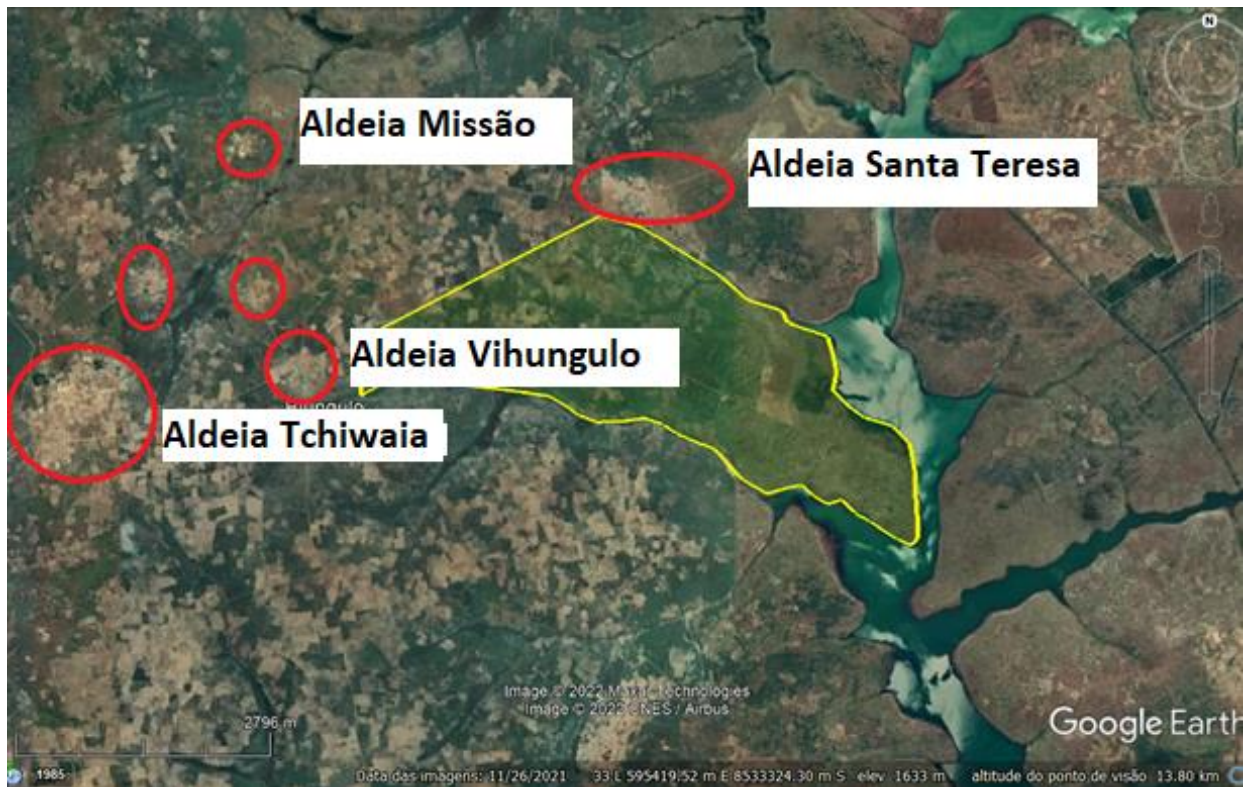 N
Aldeia Missão
Aldeia Santa Teresa
Aldeia Vihungulo
Aldeia Tchiwaia
Image © 2022 Maxar Technologies
Image © 2022 CNES / Airbus
2796 m
Google Earth
1985
Data das imagens: 11/26/2021 33 L 595419.52 m E 8533324.30 m S elev 1633 m altitude do ponto de visão 13.80 km